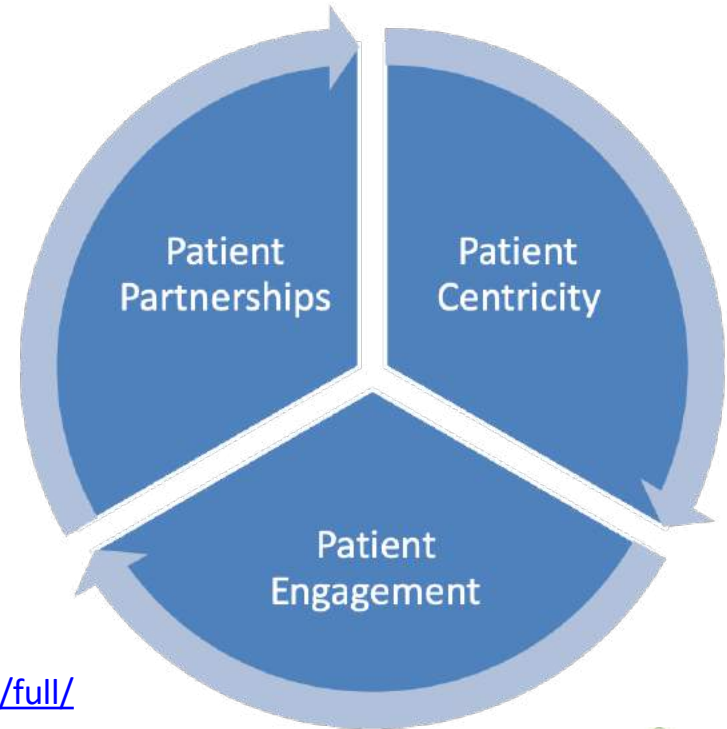 Patient
Partnerships
Patient
Centricity
Patient
Engagement
/full/